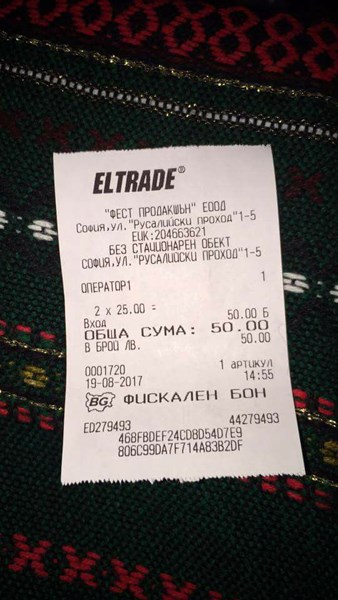 ELTRADE®
"ФЕСТ ПРОДАКШЪН" ЕООД
СОФИЯ,УЛ."РУСАЛИЙСКИ ПРОХОД"1-5
ЕИК:204663621
БЕЗ СТАЦИОНАРЕН ОБЕКТ
СОФИЯ,УЛ."РУСАЛИЙСКИ ПРОХОД"1-5
ОПЕРАТОР1 1
2 x 25.00 =
Вход 50.00 Б
ОБЩА СУМА: 50.00
В БРОЙ ЛВ. 50.00
0001720 1 артикул
19-08-2017 14:55
BG ФИСКАЛЕН БОН
ED279493 44279493
468FBDEF24CD8D54D7E9
806C99DA7F714A83B2DF